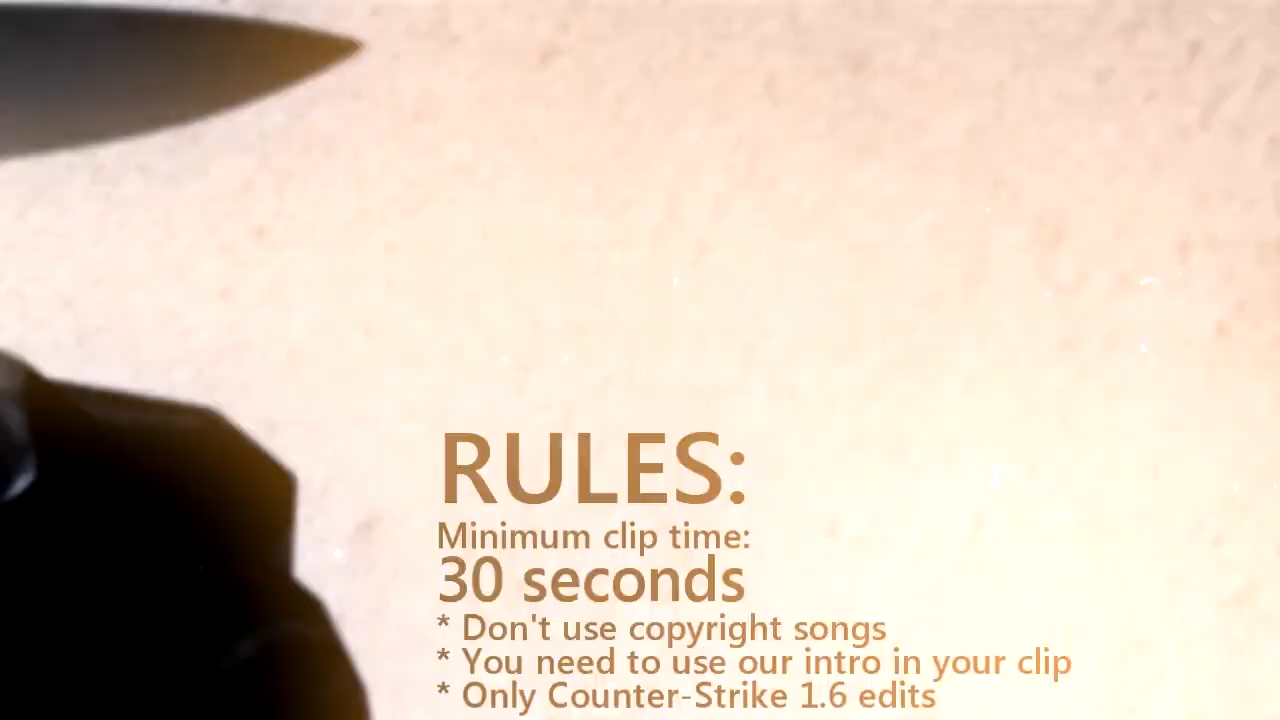 RULES:
Minimum clip time:
30 seconds
* Don't use copyright songs
* You need to use our intro in your clip
* Only Counter-Strike 1.6 edits